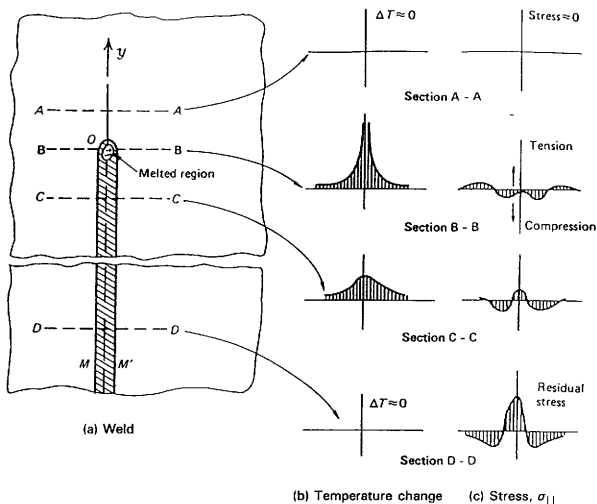 y
A A
O
B B
Melted region
C C
D D
M M′
(a) Weld
ΔT≈0
Stress≈0
Section A - A
Tension
Compression
Section B - B
Section C - C
ΔT≈0
Residual
stress
Section D - D
(b) Temperature change
(c) Stress, σ||